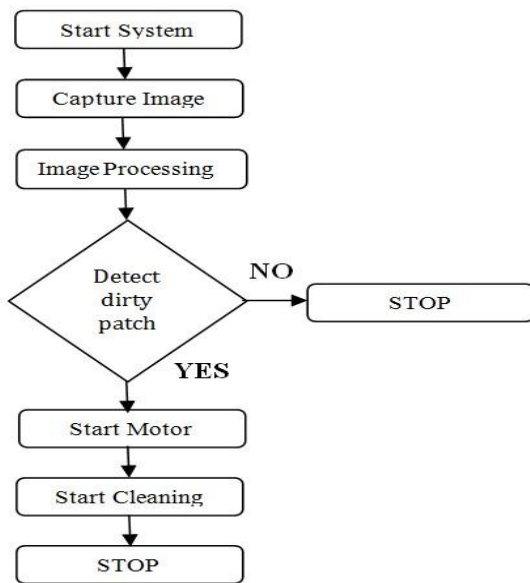 Start System
Capture Image
Image Processing
Detect
dirty
patch
NO
STOP
YES
Start Motor
Start Cleaning
STOP